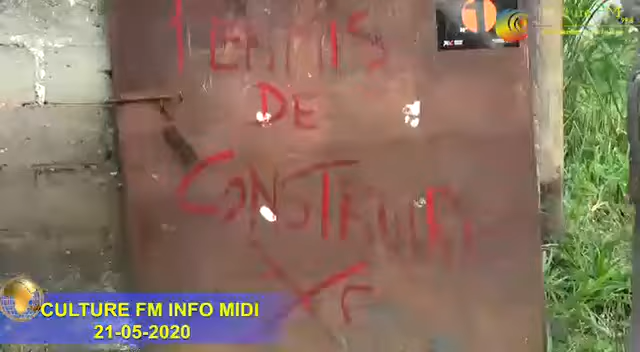 PERMIS
DE
CONSTRUIRE
CULTURE FM INFO MIDI
21-05-2020